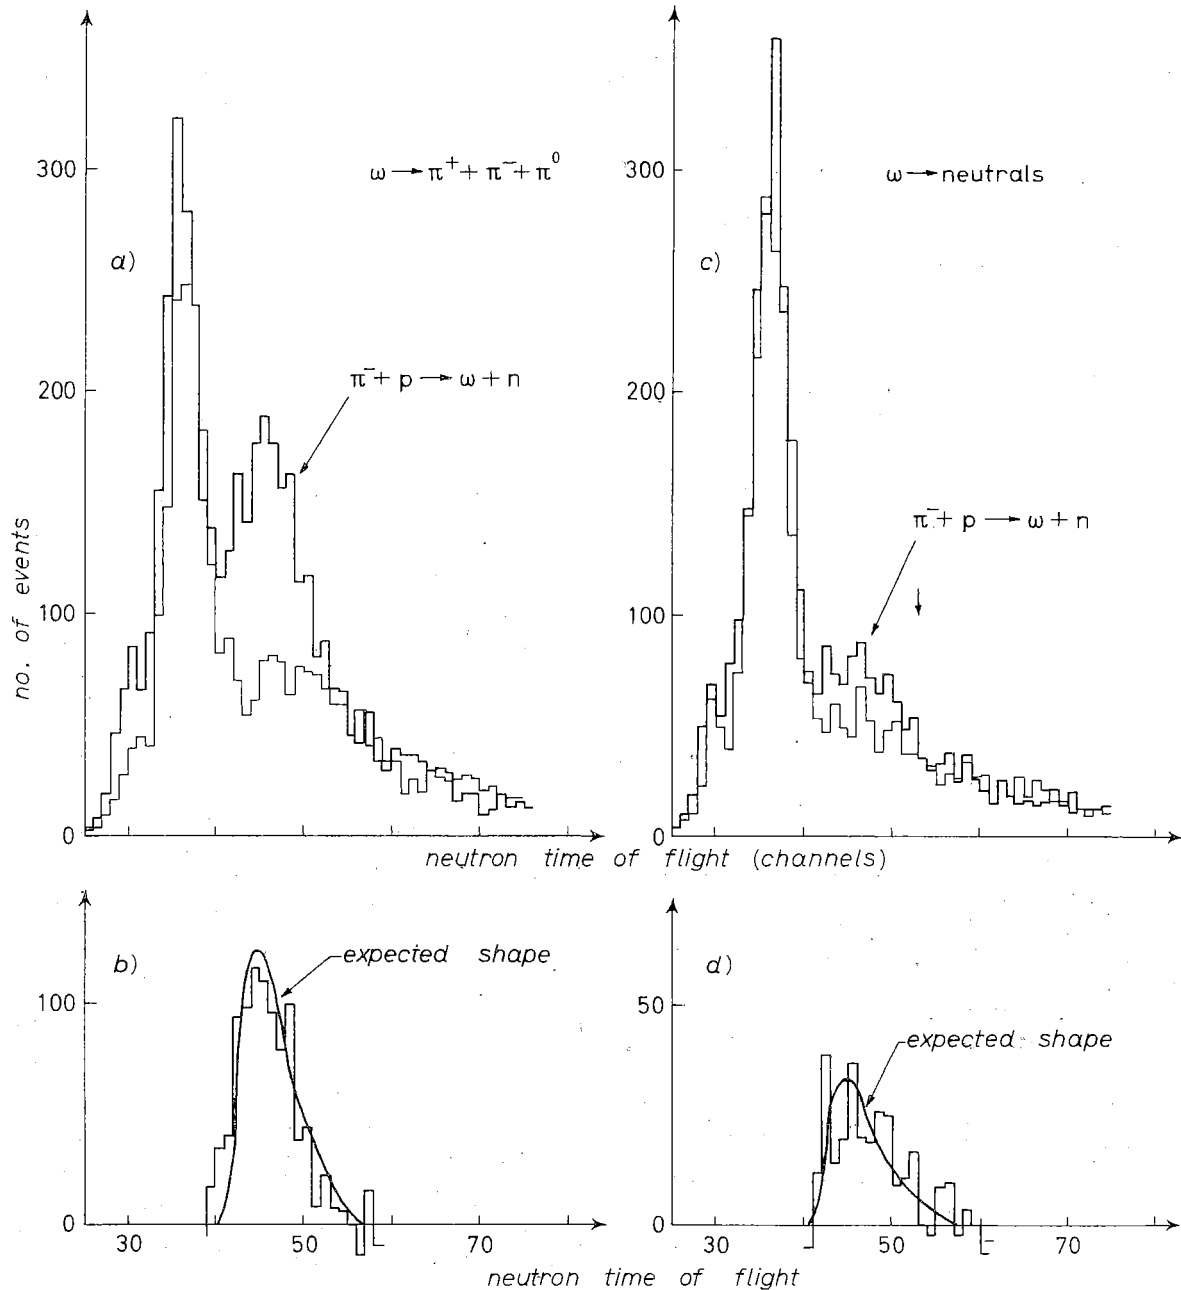 300
200
100
0
no. of events
a)
ω → π⁺ + π⁻ + π⁰
π⁻ + p → ω + n
300
200
100
0
c)
ω → neutrals
π⁻ + p → ω + n
neutron time of flight (channels)
100
0
b)
expected shape
30 50 70
50
0
d)
expected shape
30 50 70
neutron time of flight